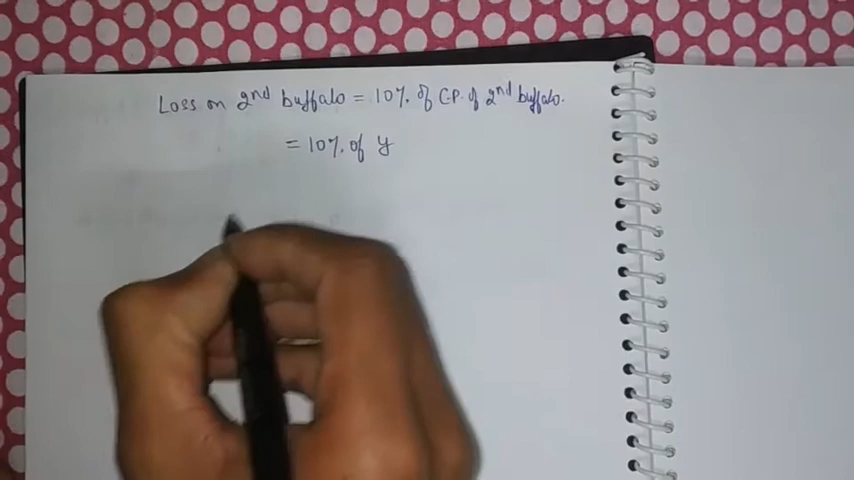 Loss on 2nd buffalo = 10% of C.P. of 2nd buffalo.
= 10% of y